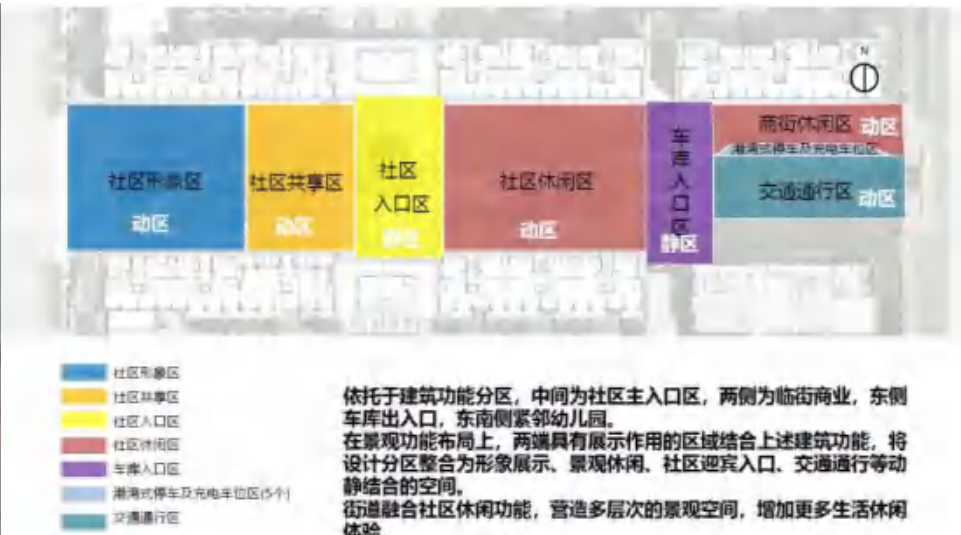 N
社区形象区
动区
社区共享区
动区
社区
入口区
静区
社区休闲区
动区
车库入口区
静区
商街休闲区 动区
港湾式停车及充电车位区
交通通行区 动区
社区形象区
社区共享区
社区入口区
社区休闲区
车库入口区
港湾式停车及充电车位区(5个)
交通通行区
依托于建筑功能分区，中间为社区主入口区，两侧为临街商业，东侧
车库出入口，东南侧紧邻幼儿园。
在景观功能布局上，两端具有展示作用的区域结合上述建筑功能，将
设计分区整合为形象展示、景观休闲、社区迎宾入口、交通通行等动
静结合的空间。
街道融合社区休闲功能，营造多层次的景观空间，增加更多生活休闲
体验